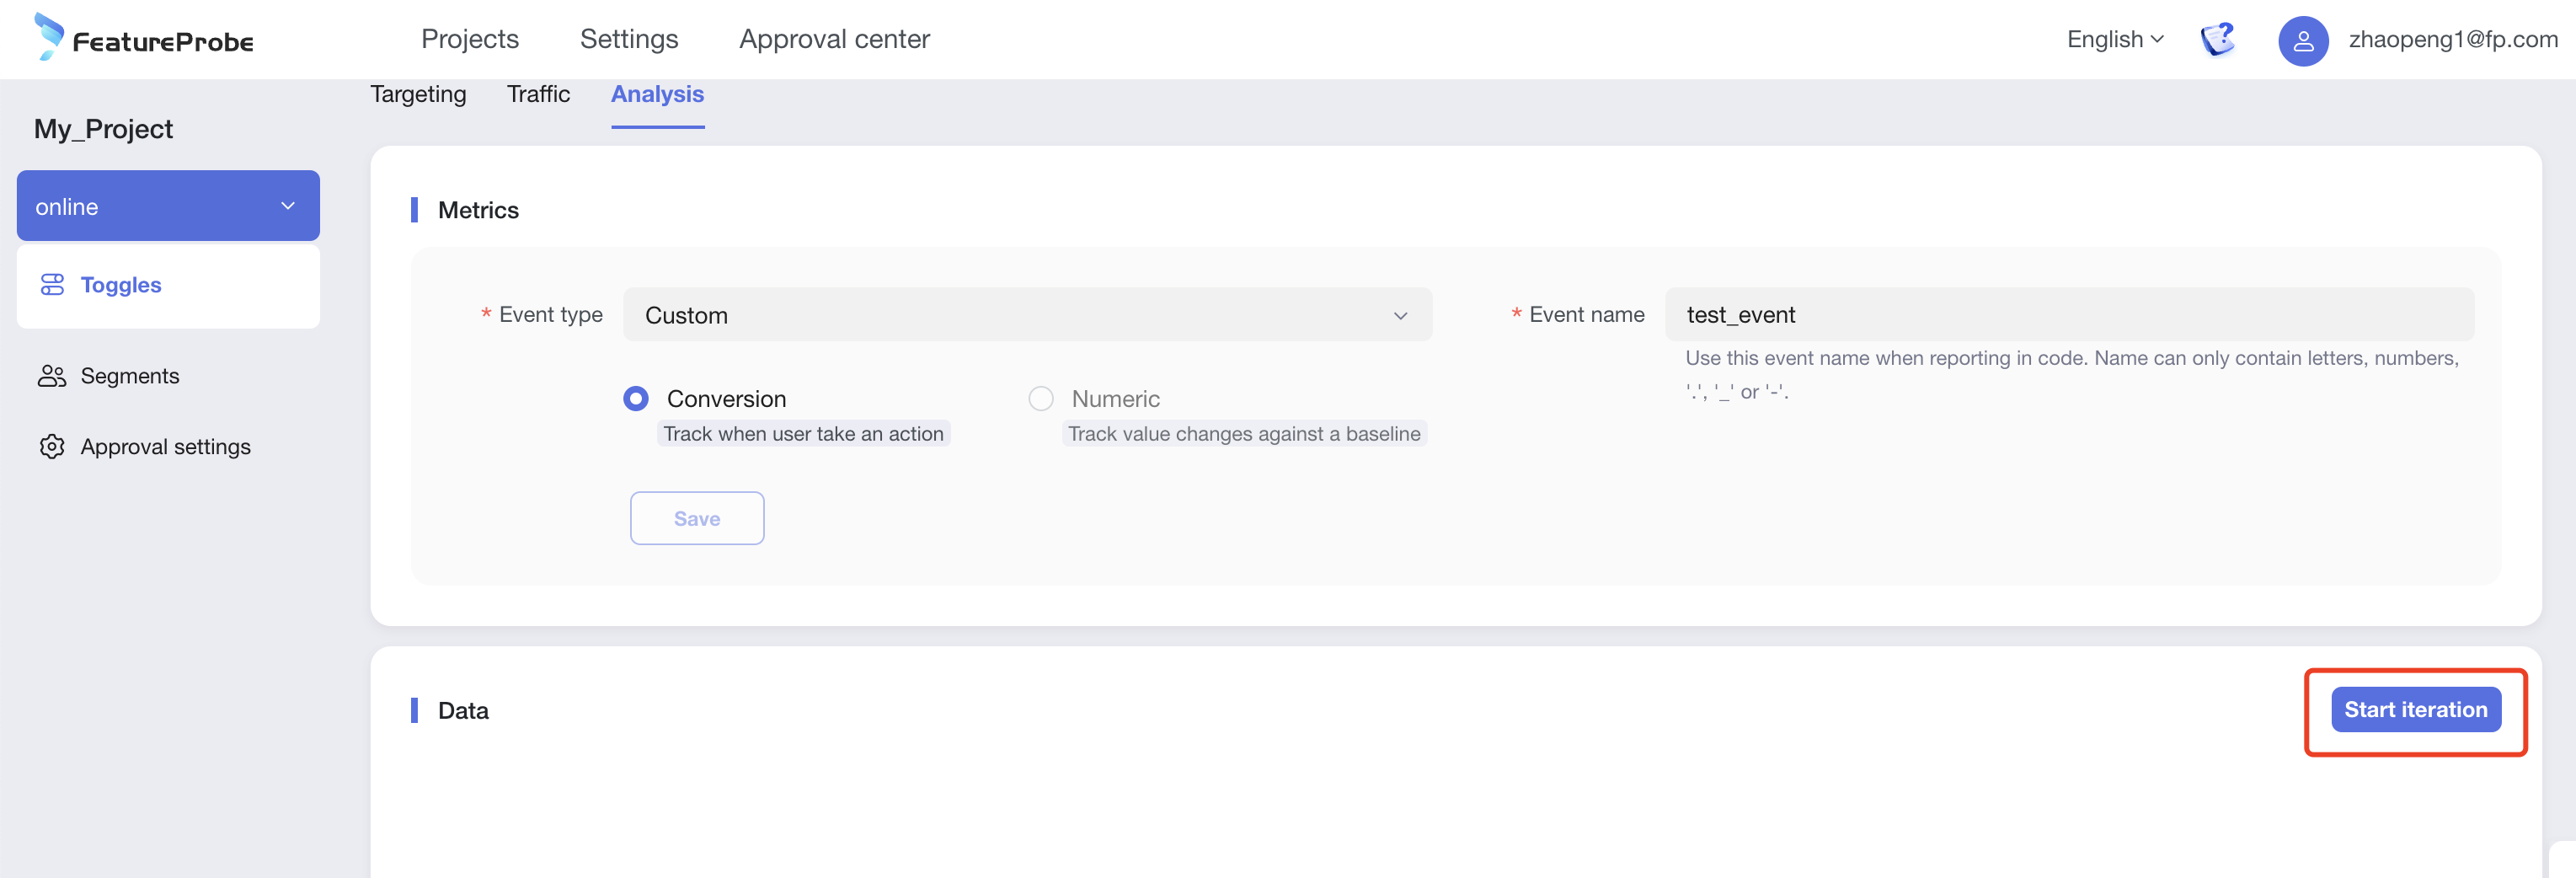 FeatureProbe
Projects
Settings
Approval center
English
zhaopeng1@fp.com
My_Project
online
Toggles
Segments
Approval settings
Targeting
Traffic
Analysis
Metrics
* Event type
Custom
* Event name
test_event
Use this event name when reporting in code. Name can only contain letters, numbers,
'.', '_' or '-'.
Conversion
Track when user take an action
Numeric
Track value changes against a baseline
Save
Data
Start iteration